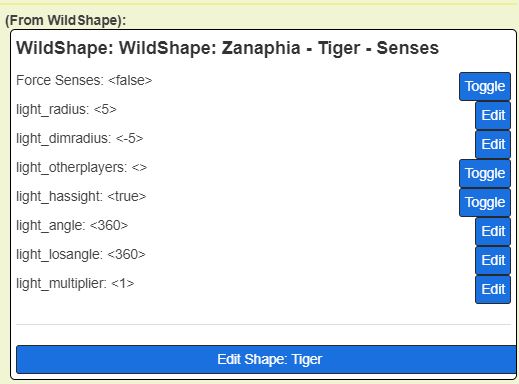 (From WildShape):
WildShape: WildShape: Zanaphia - Tiger - Senses
Force Senses: <false> Toggle
light_radius: <5> Edit
light_dimradius: <-5> Edit
light_otherplayers: <> Toggle
light_hassight: <true> Toggle
light_angle: <360> Edit
light_losangle: <360> Edit
light_multiplier: <1> Edit
Edit Shape: Tiger